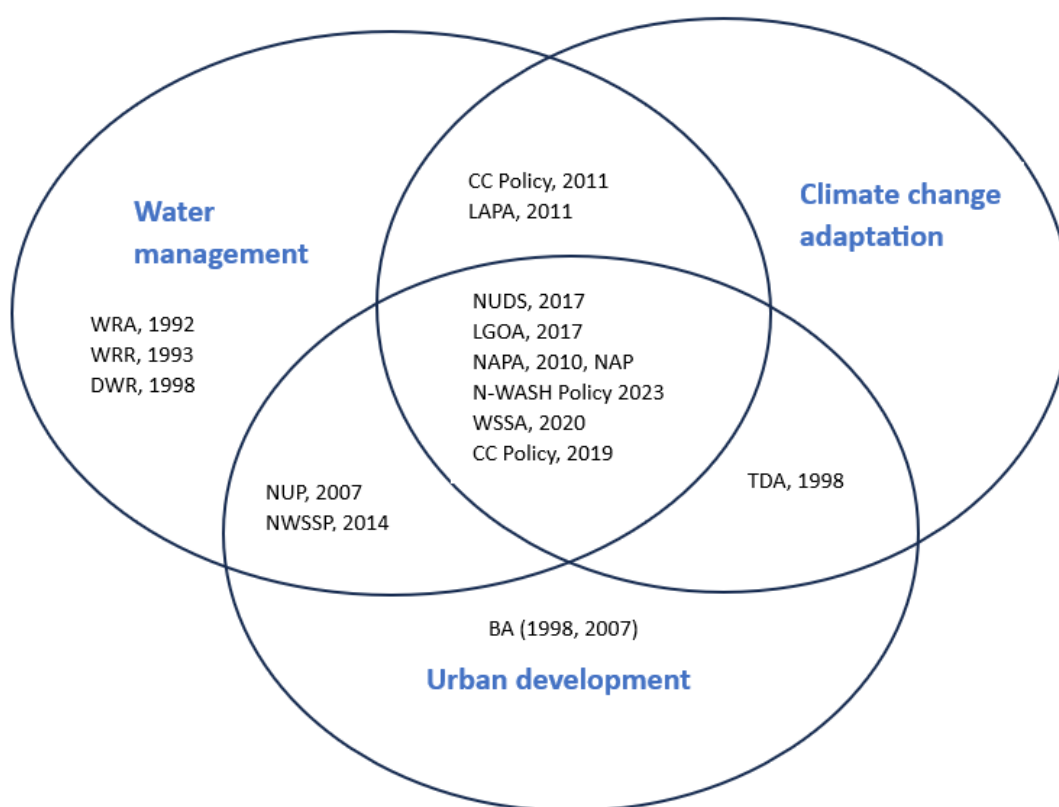 CC Policy, 2011
LAPA, 2011
Climate change
adaptation
Water
management
WRA, 1992
WRR, 1993
DWR, 1998
NUDS, 2017
LGOA, 2017
NAPA, 2010, NAP
N-WASH Policy 2023
WSSA, 2020
CC Policy, 2019
TDA, 1998
NUP, 2007
NWSSP, 2014
BA (1998, 2007)
Urban development